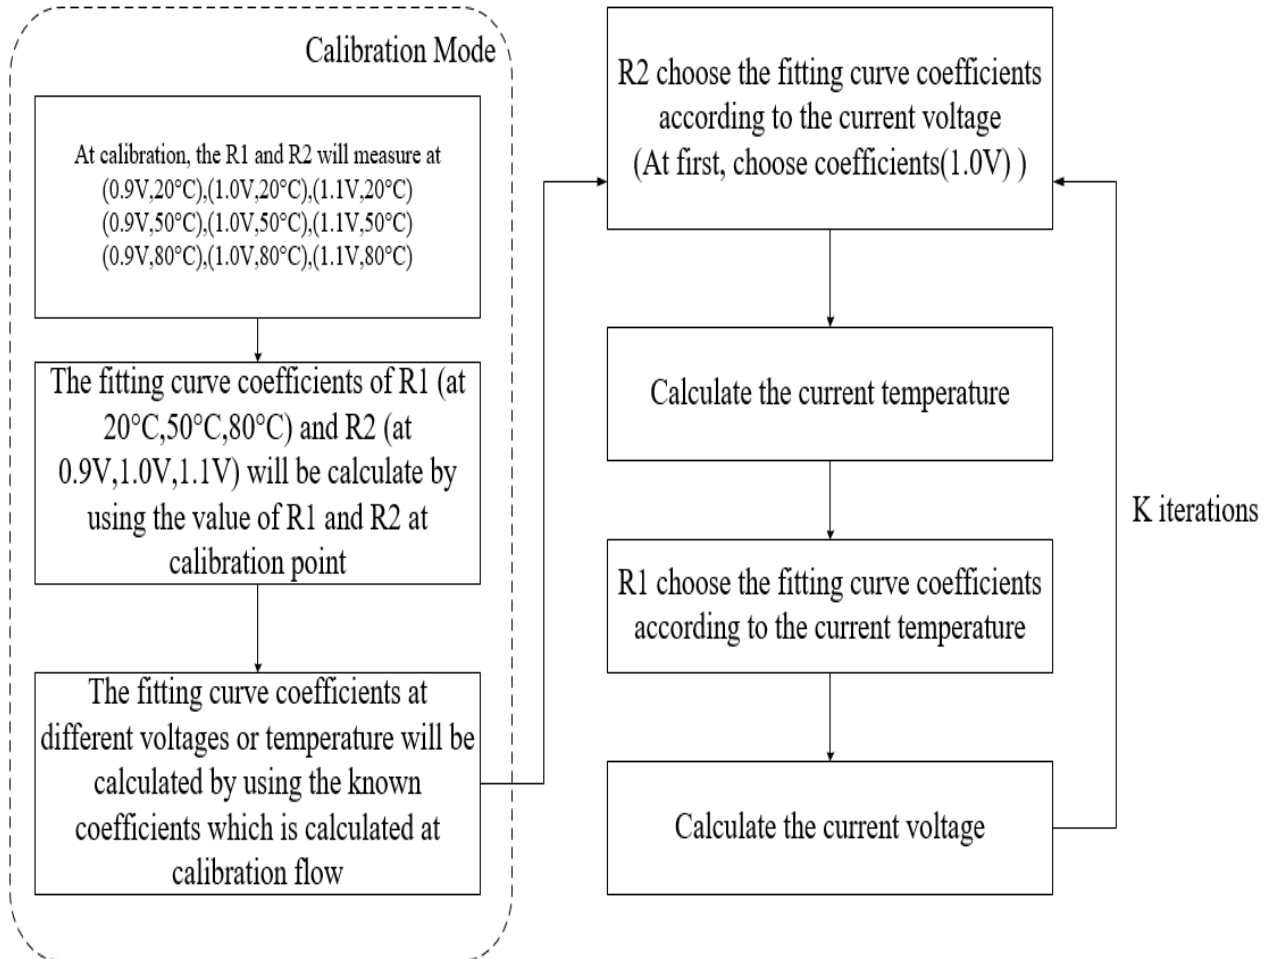 Calibration Mode
At calibration, the R1 and R2 will measure at
(0.9V,20°C),(1.0V,20°C),(1.1V,20°C)
(0.9V,50°C),(1.0V,50°C),(1.1V,50°C)
(0.9V,80°C),(1.0V,80°C),(1.1V,80°C)
The fitting curve coefficients of R1 (at
20°C,50°C,80°C) and R2 (at
0.9V,1.0V,1.1V) will be calculate by
using the value of R1 and R2 at
calibration point
The fitting curve coefficients at
different voltages or temperature will be
calculated by using the known
coefficients which is calculated at
calibration flow
R2 choose the fitting curve coefficients
according to the current voltage
(At first, choose coefficients(1.0V) )
Calculate the current temperature
R1 choose the fitting curve coefficients
according to the current temperature
Calculate the current voltage
K iterations